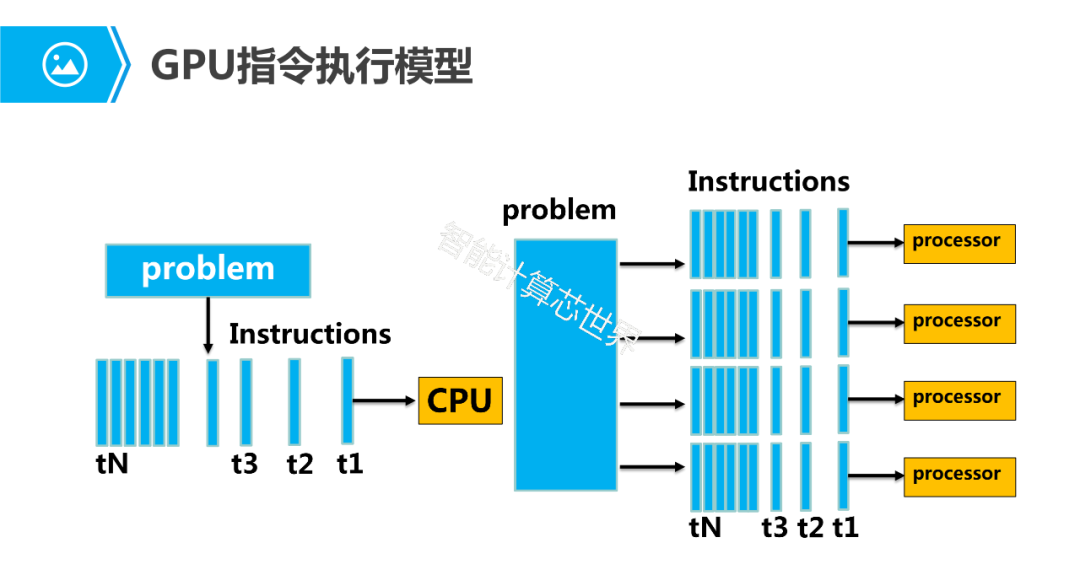 GPU指令执行模型
problem
Instructions
tN t3 t2 t1
CPU
problem
Instructions
processor
processor
processor
processor
tN t3 t2 t1
智能计算芯世界